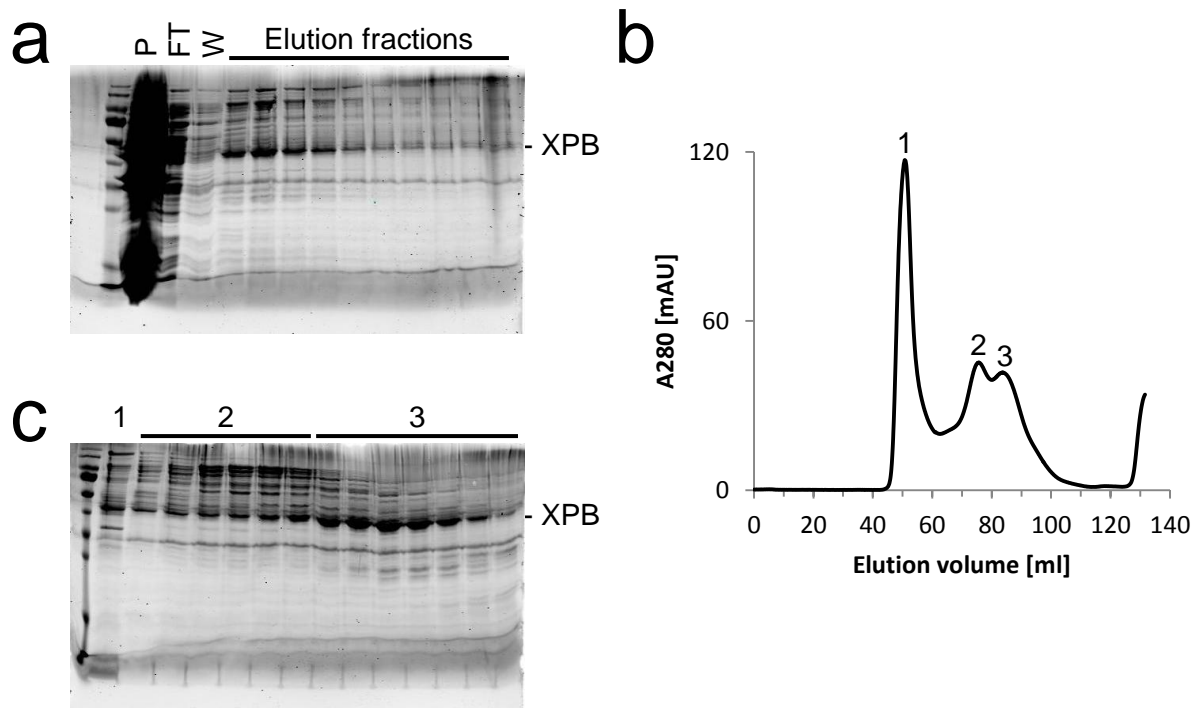 a
P
FT
W
Elution fractions
- XPB
b
A280 [mAU]
120
60
0
1
2
3
0 20 40 60 80 100 120 140
Elution volume [ml]
c
1 2 3
- XPB